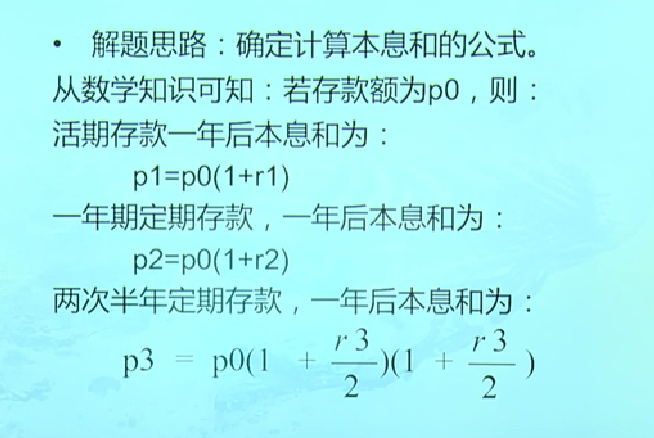 • 解题思路：确定计算本息和的公式。
从数学知识可知：若存款额为p0，则：
活期存款一年后本息和为：
p1=p0(1+r1)
一年期定期存款，一年后本息和为：
p2=p0(1+r2)
两次半年定期存款，一年后本息和为：
p3 = p0(1 + r3/2)(1 + r3/2)